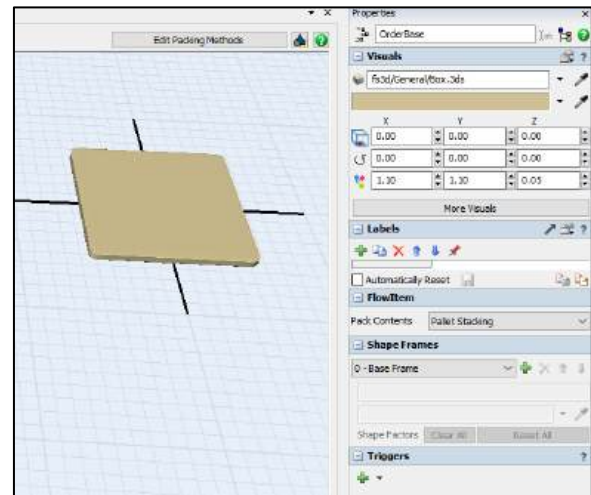 Properties
Edit Packing Methods
OrderBase
Visuals
fs3d/General/Box.3ds
X Y Z
0.00 0.00 0.00
0.00 0.00 0.00
1.10 1.10 0.05
More Visuals
Labels
Automatically Reset
FlowItem
Pack Contents Pallet Stacking
Shape Frames
0 - Base Frame
Shape Factors Clear All Reset All
Triggers